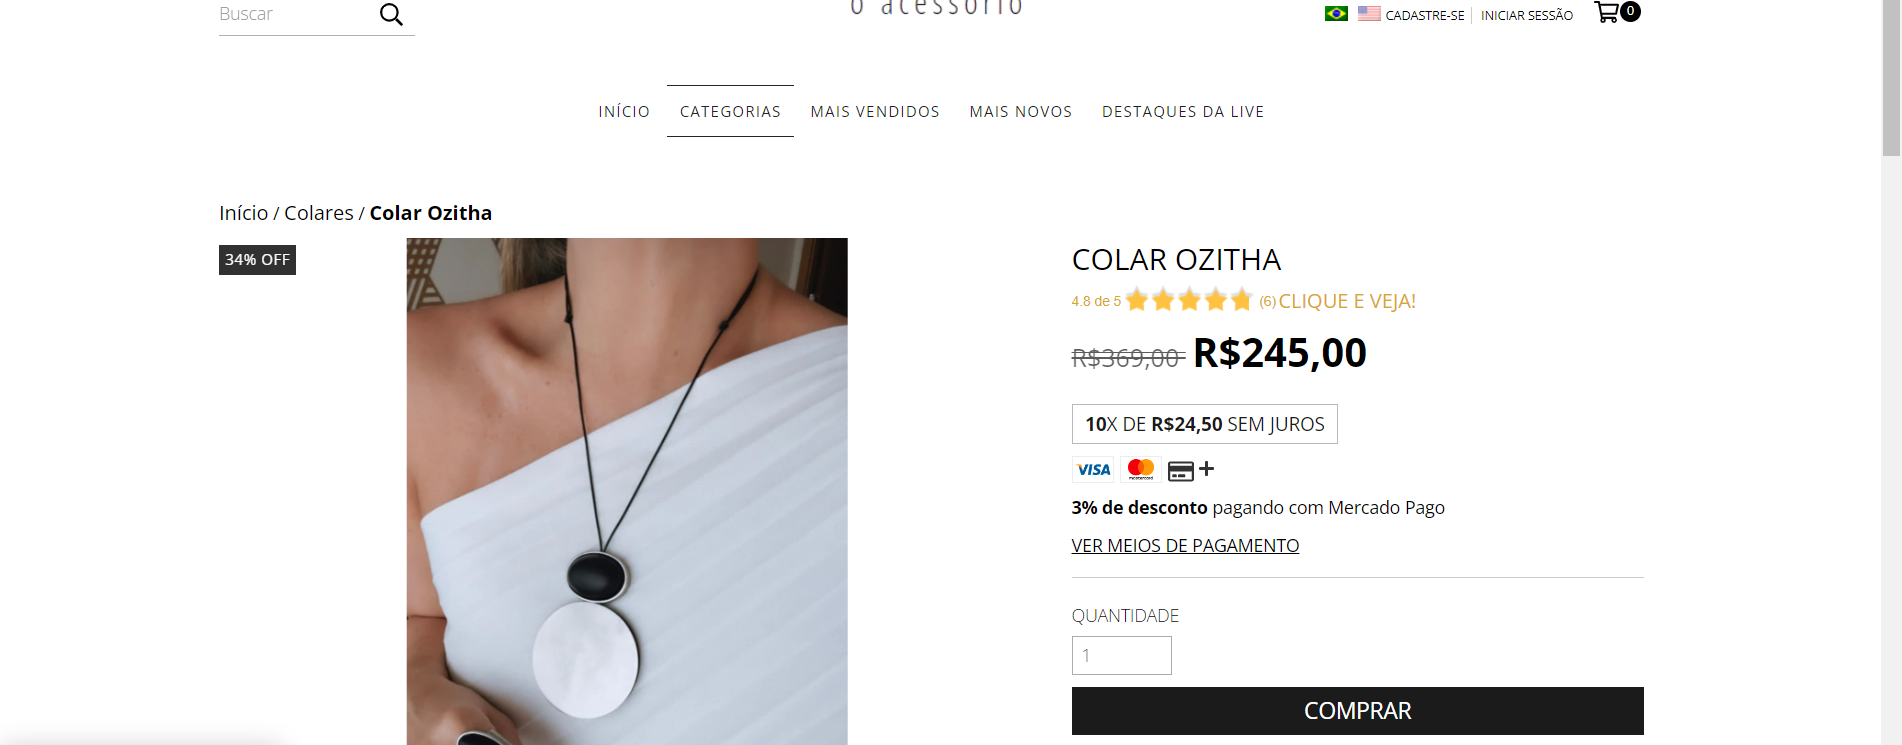 Buscar
o acessório
CADASTRE-SE
INICIAR SESSÃO
0
INÍCIO
CATEGORIAS
MAIS VENDIDOS
MAIS NOVOS
DESTAQUES DA LIVE
Início / Colares / Colar Ozitha
34% OFF
COLAR OZITHA
4.8 de 5 (6) CLIQUE E VEJA!
R$369,00 R$245,00
10X DE R$24,50 SEM JUROS
VISA mastercard +
3% de desconto pagando com Mercado Pago
VER MEIOS DE PAGAMENTO
QUANTIDADE
1
COMPRAR